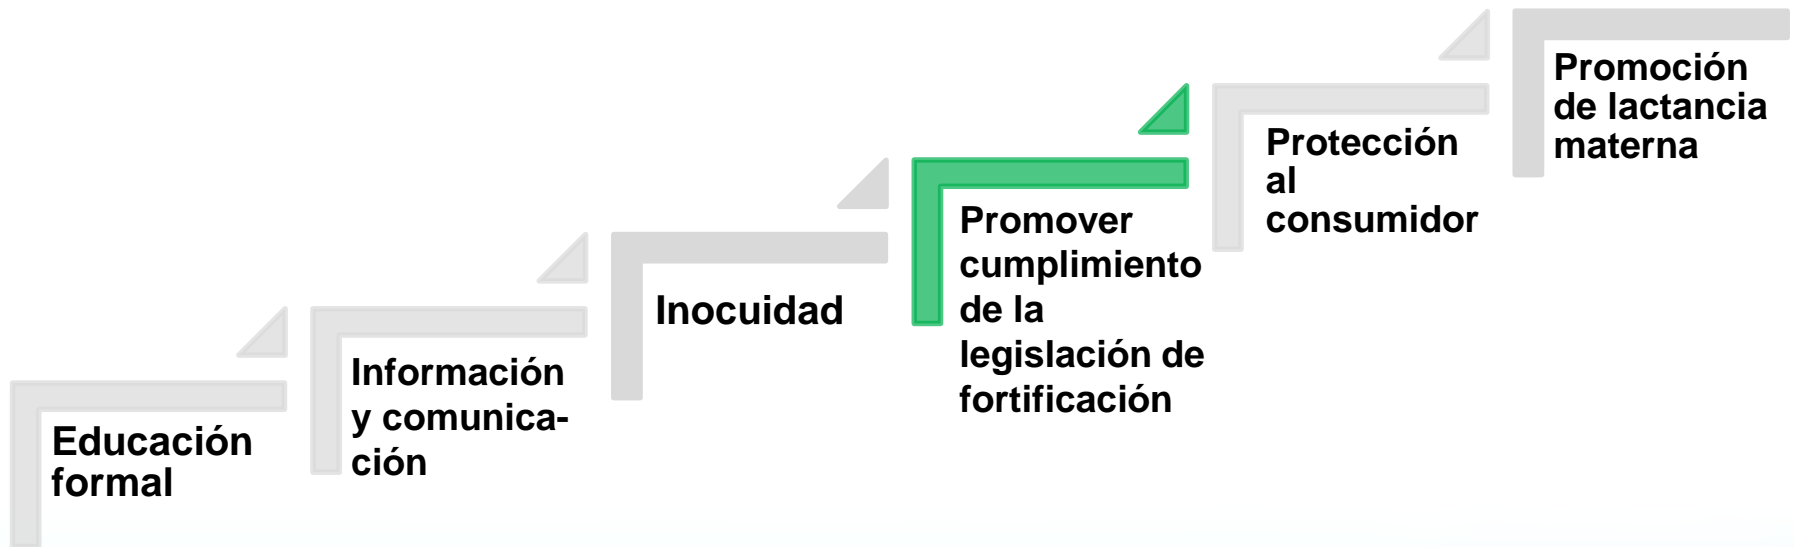 Educación
formal
Información
y comunica-
ción
Inocuidad
Promover
cumplimiento
de la
legislación de
fortificación
Protección
al
consumidor
Promoción
de lactancia
materna